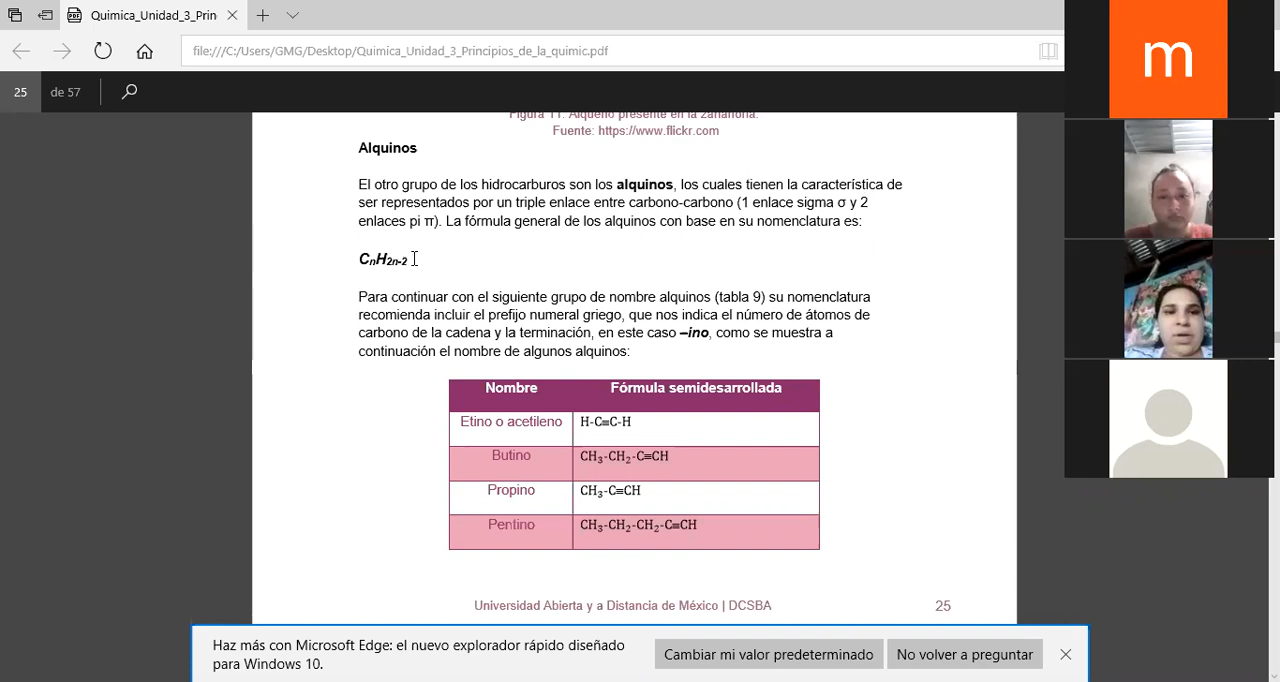 Quimica_Unidad_3_Prin
file:///C:/Users/GMG/Desktop/Quimica_Unidad_3_Principios_de_la_quimic.pdf
25 de 57
Figura 11. Alqueno presente en la zanahoria.
Fuente: https://www.flickr.com
Alquinos
El otro grupo de los hidrocarburos son los alquinos, los cuales tienen la característica de
ser representados por un triple enlace entre carbono-carbono (1 enlace sigma σ y 2
enlaces pi π). La fórmula general de los alquinos con base en su nomenclatura es:
CₙH₂ₙ₋₂
Para continuar con el siguiente grupo de nombre alquinos (tabla 9) su nomenclatura
recomienda incluir el prefijo numeral griego, que nos indica el número de átomos de
carbono de la cadena y la terminación, en este caso –ino, como se muestra a
continuación el nombre de algunos alquinos:
Nombre Fórmula semidesarrollada
Etino o acetileno H-C≡C-H
Butino CH₃-CH₂-C≡CH
Propino CH₃-C≡CH
Pentino CH₃-CH₂-CH₂-C≡CH
Universidad Abierta y a Distancia de México | DCSBA 25
Haz más con Microsoft Edge: el nuevo explorador rápido diseñado
para Windows 10.
Cambiar mi valor predeterminado
No volver a preguntar
m